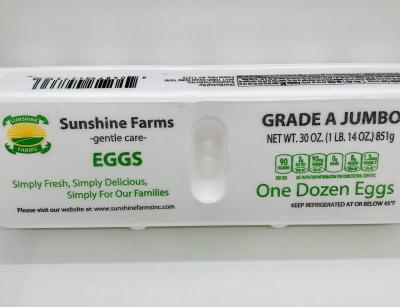 SUNSHINE
FARMS
Sunshine Farms
-gentle care-
EGGS
Simply Fresh, Simply Delicious,
Simply For Our Families
Please visit our website at: www.sunshinefarmsinc.com
GRADE A JUMBO
NET WT. 30 OZ. (1 LB. 14 OZ.) 851g
90
One Dozen Eggs
KEEP REFRIGERATED AT OR BELOW 45°F